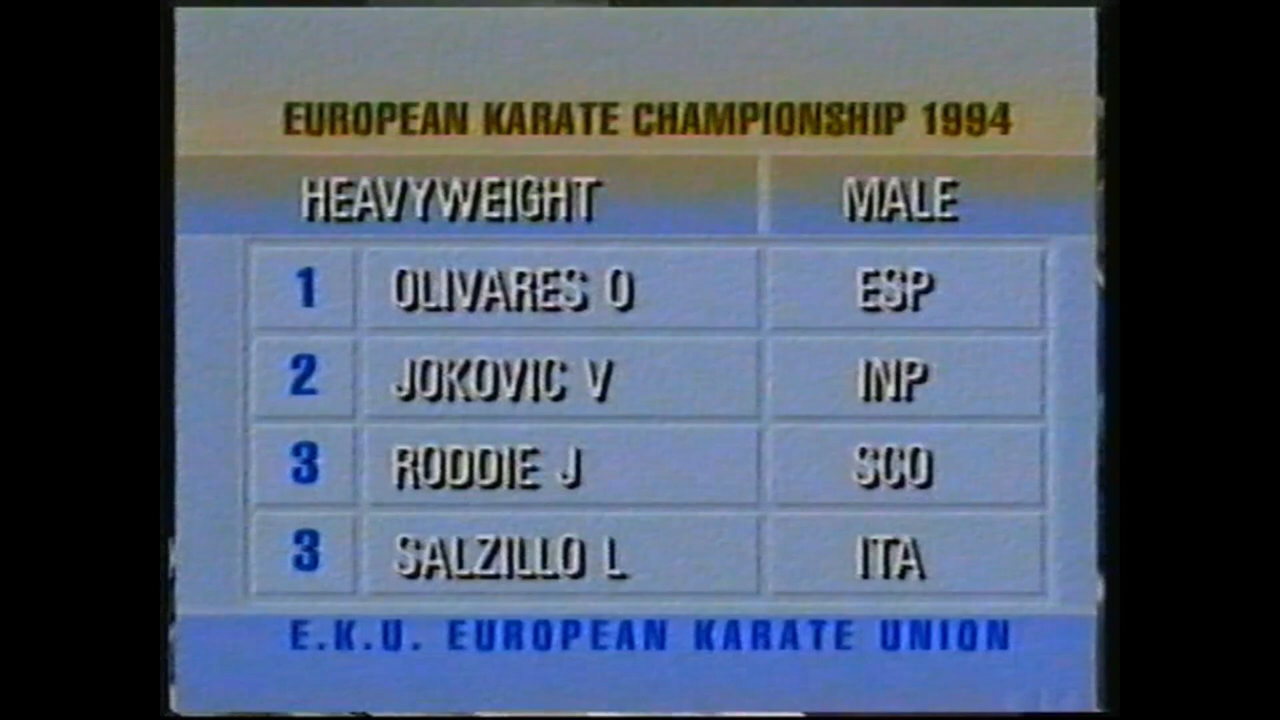 EUROPEAN KARATE CHAMPIONSHIP 1994
HEAVYWEIGHT MALE
1 OLIVARES O ESP
2 JOKOVIC V INP
3 RODDIE J SCO
3 SALZILLO L ITA
E.K.U. EUROPEAN KARATE UNION